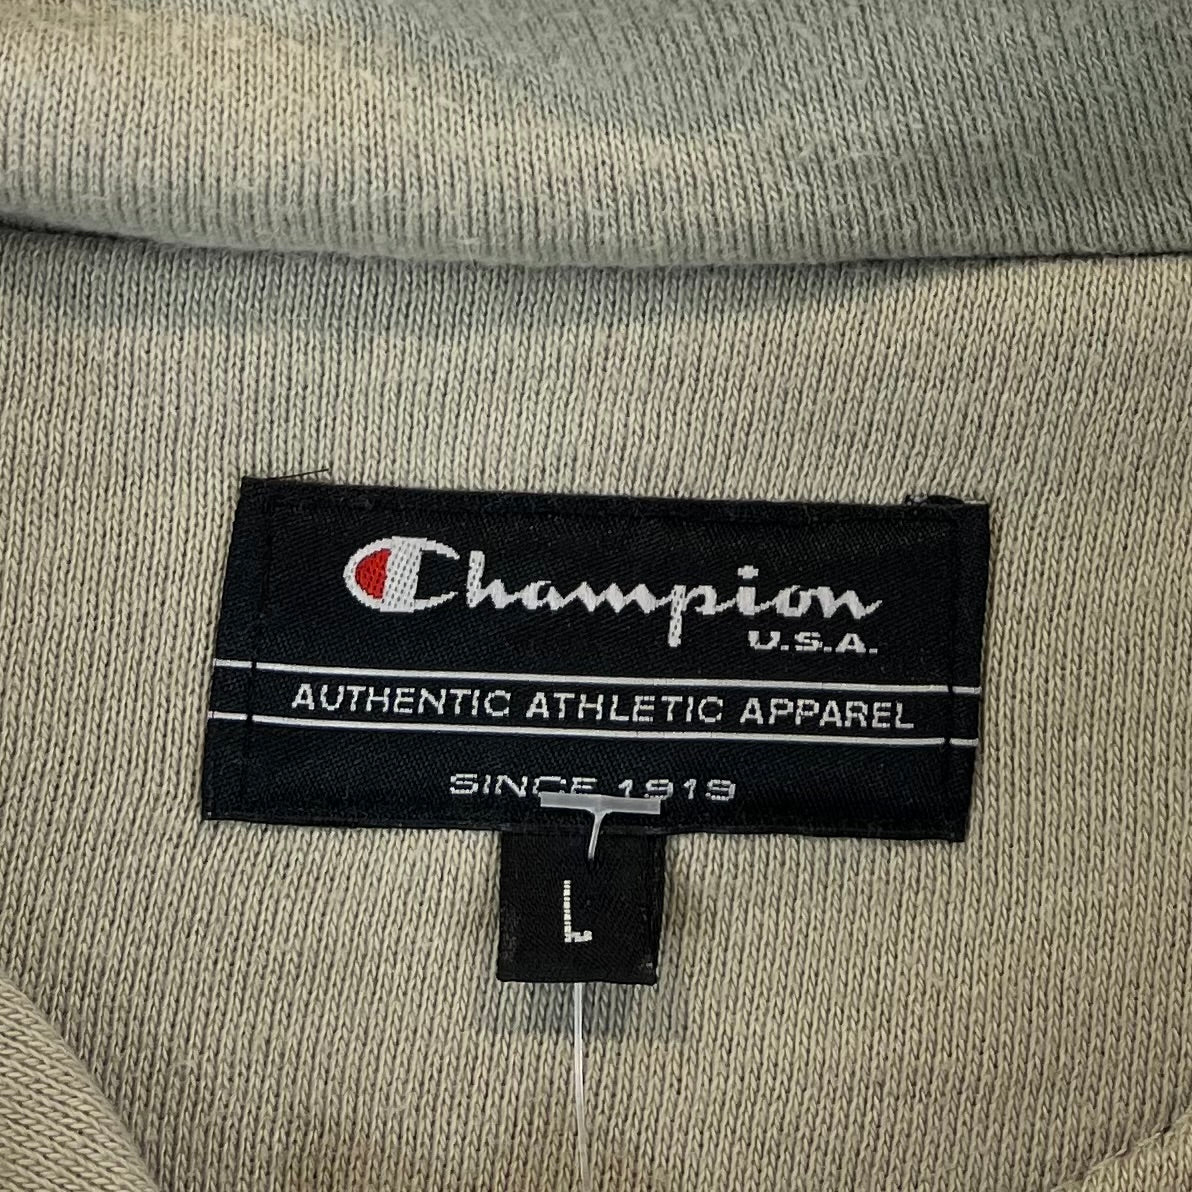 Champion
U.S.A.
AUTHENTIC ATHLETIC APPAREL
SINCE 1919
L